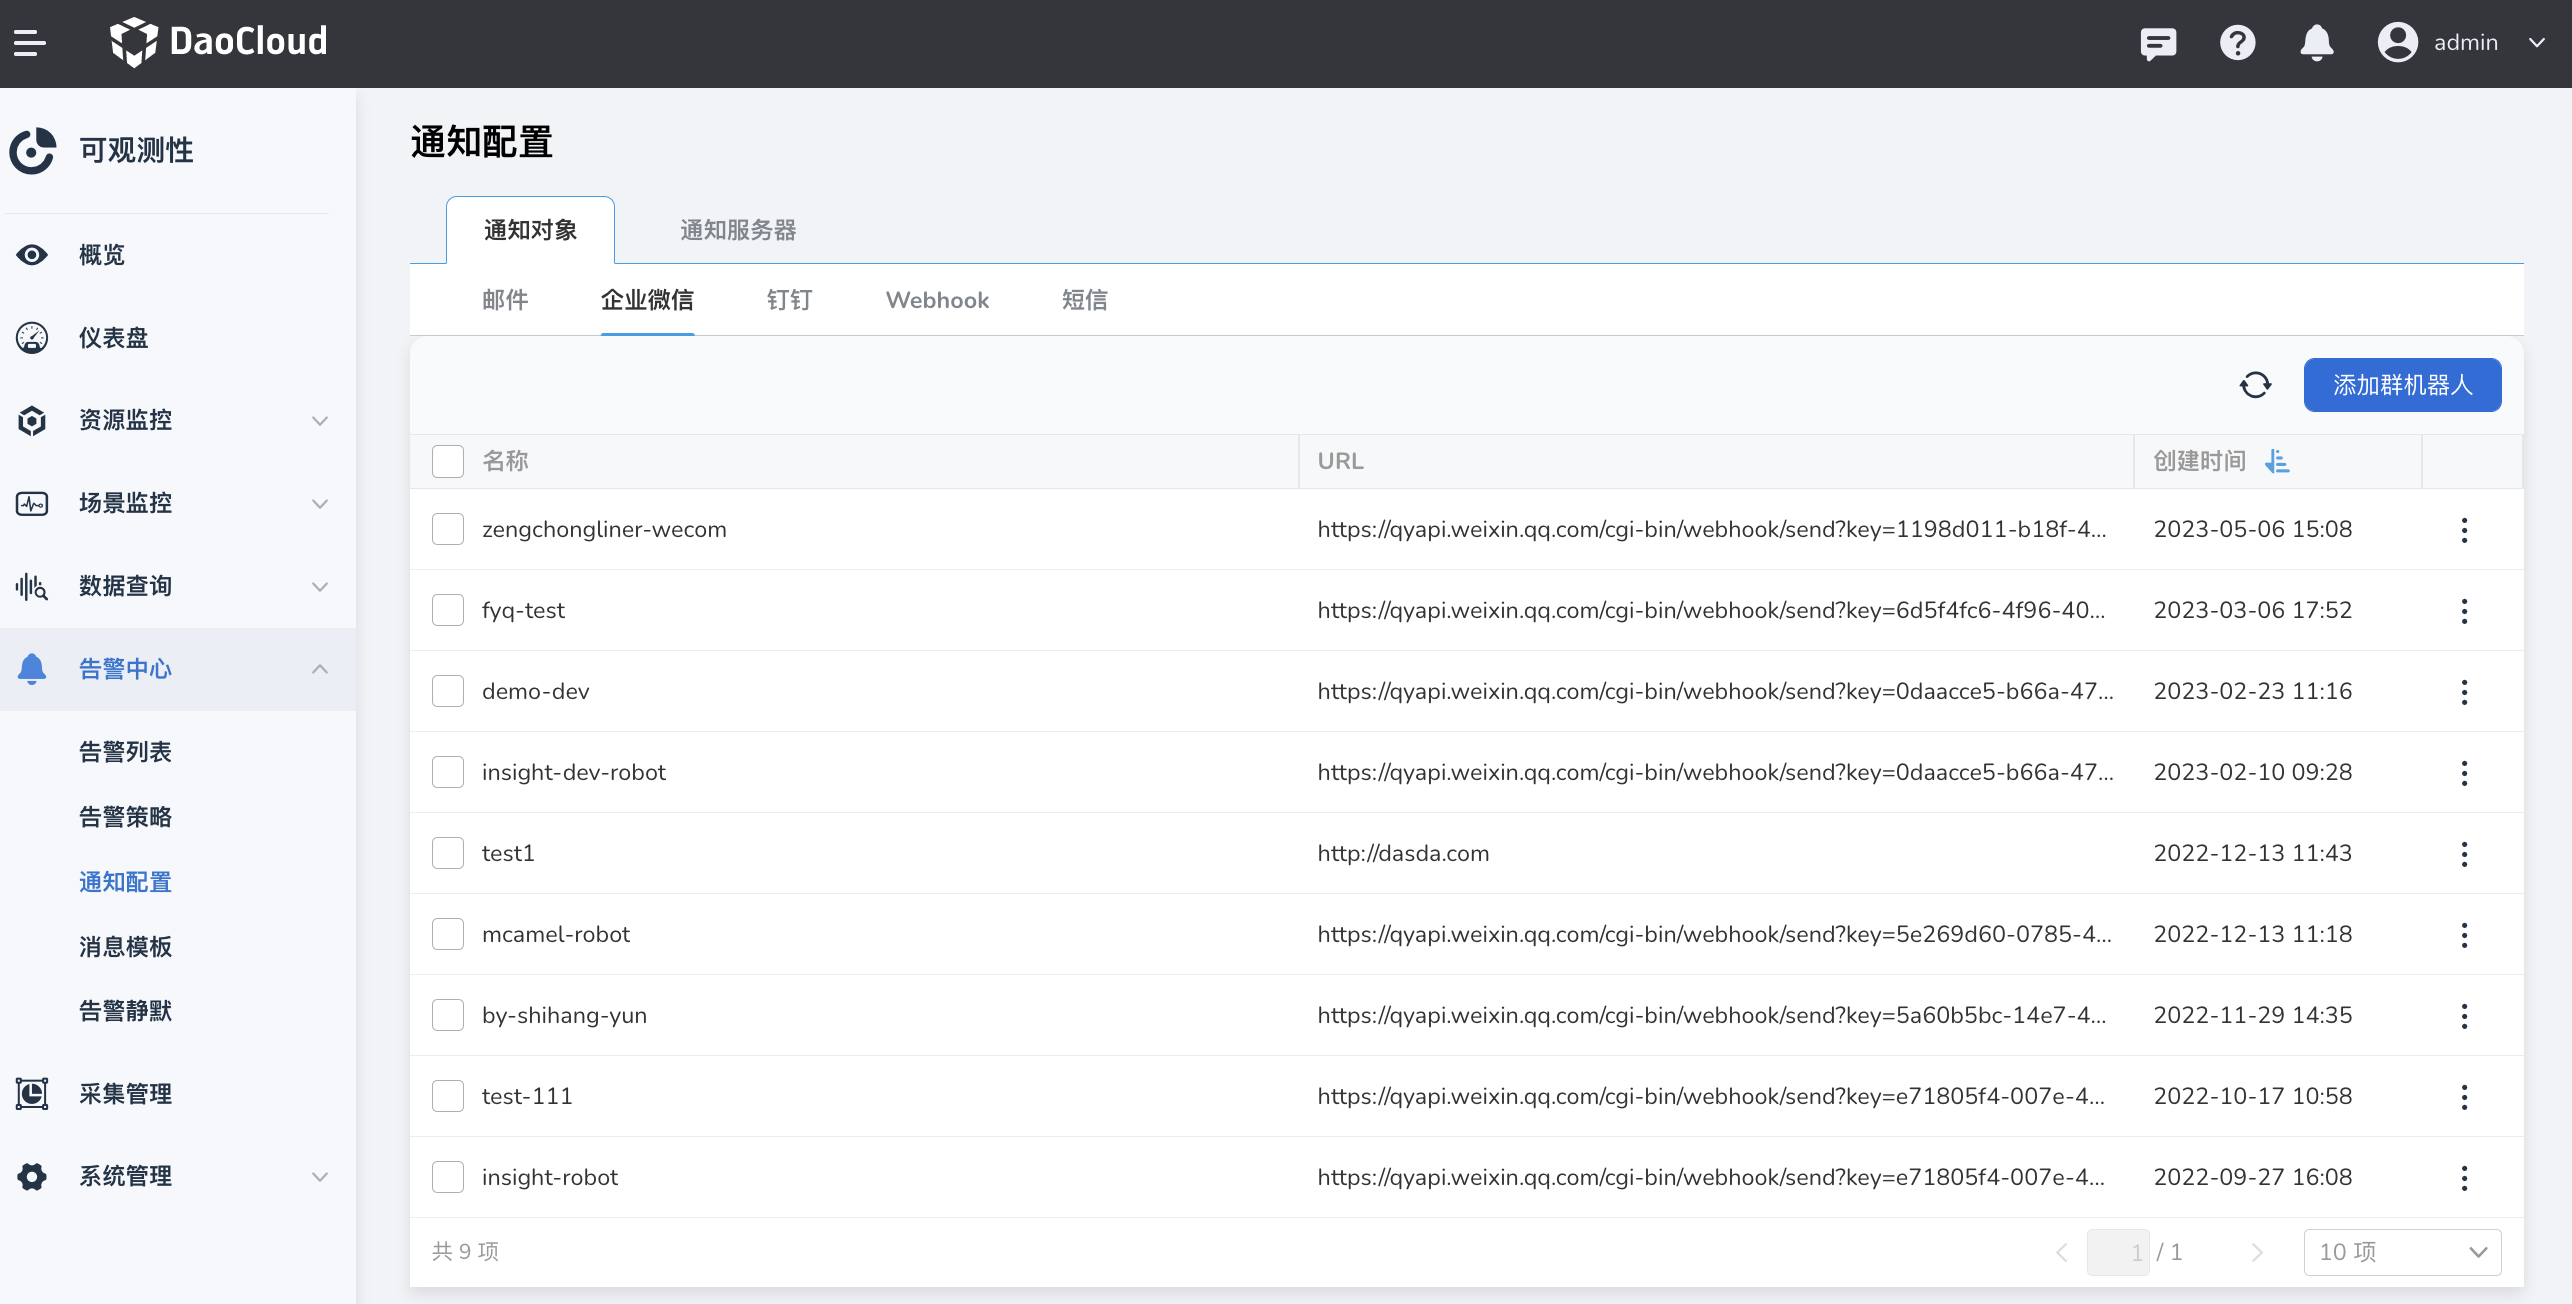 DaoCloud
admin
可观测性
概览
仪表盘
资源监控
场景监控
数据查询
告警中心
告警列表
告警策略
通知配置
消息模板
告警静默
采集管理
系统管理
通知配置
通知对象 通知服务器
邮件 企业微信 钉钉 Webhook 短信
添加群机器人
名称 URL 创建时间
zengchongliner-wecom https://qyapi.weixin.qq.com/cgi-bin/webhook/send?key=1198d011-b18f-4... 2023-05-06 15:08
fyq-test https://qyapi.weixin.qq.com/cgi-bin/webhook/send?key=6d5f4fc6-4f96-40... 2023-03-06 17:52
demo-dev https://qyapi.weixin.qq.com/cgi-bin/webhook/send?key=0daacce5-b66a-47... 2023-02-23 11:16
insight-dev-robot https://qyapi.weixin.qq.com/cgi-bin/webhook/send?key=0daacce5-b66a-47... 2023-02-10 09:28
test1 http://dasda.com 2022-12-13 11:43
mcamel-robot https://qyapi.weixin.qq.com/cgi-bin/webhook/send?key=5e269d60-0785-4... 2022-12-13 11:18
by-shihang-yun https://qyapi.weixin.qq.com/cgi-bin/webhook/send?key=5a60b5bc-14e7-4... 2022-11-29 14:35
test-111 https://qyapi.weixin.qq.com/cgi-bin/webhook/send?key=e71805f4-007e-4... 2022-10-17 10:58
insight-robot https://qyapi.weixin.qq.com/cgi-bin/webhook/send?key=e71805f4-007e-4... 2022-09-27 16:08
共 9 项 1 / 1 10 项